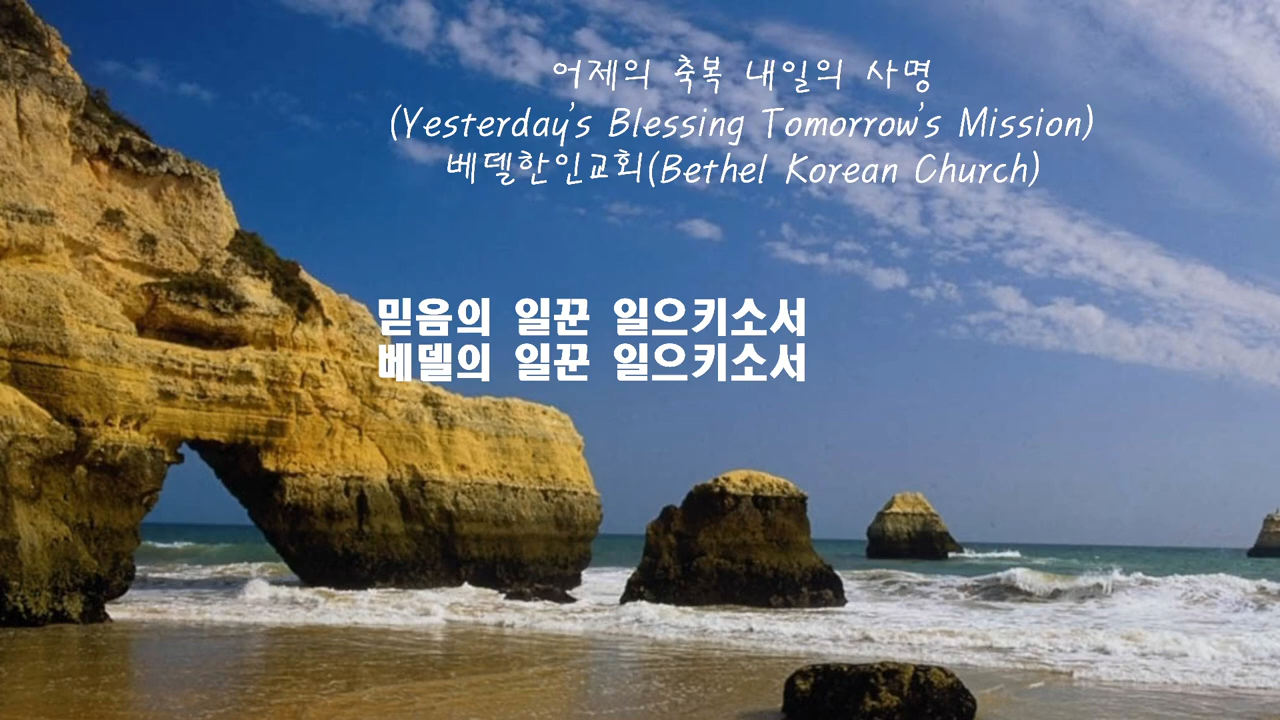 어제의 축복 내일의 사명
(Yesterday's Blessing Tomorrow's Mission)
베델한인교회(Bethel Korean Church)
믿음의 일꾼 일으키소서
베델의 일꾼 일으키소서